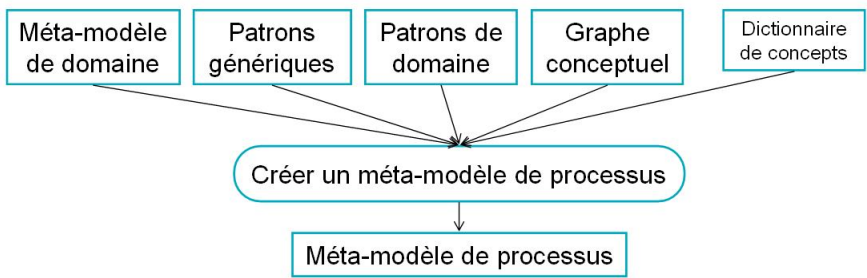 Méta-modèle
de domaine
Patrons
génériques
Patrons de
domaine
Graphe
conceptuel
Dictionnaire
de concepts
Créer un méta-modèle de processus
Méta-modèle de processus